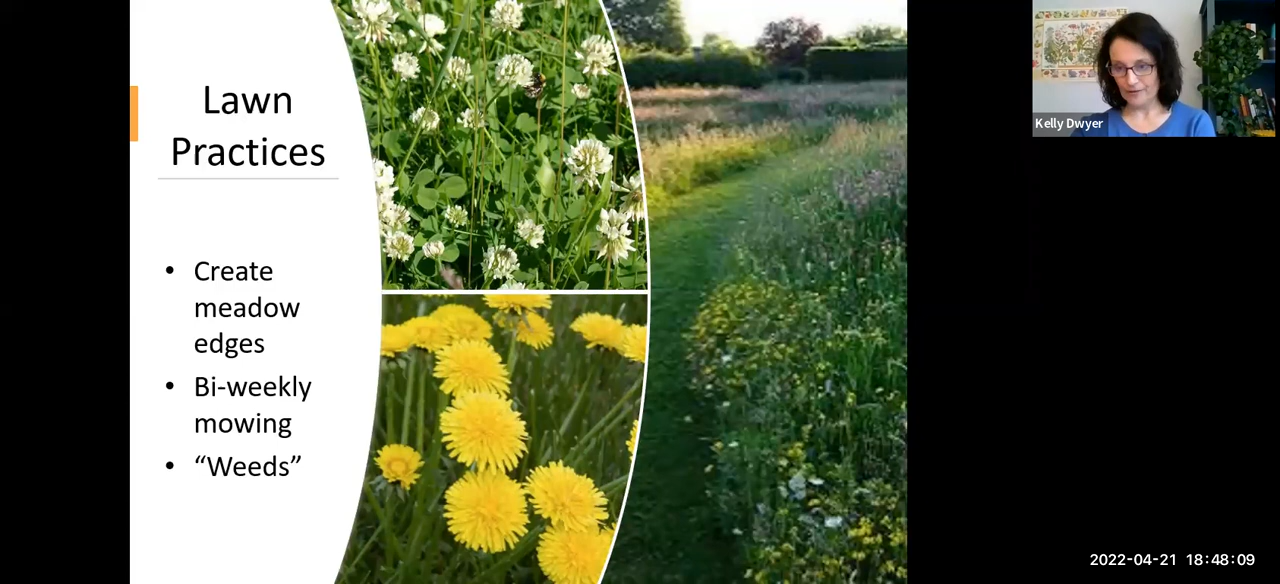 Lawn
Practices
• Create
meadow
edges
• Bi-weekly
mowing
• “Weeds”
Kelly Dwyer
2022-04-21 18:48:09